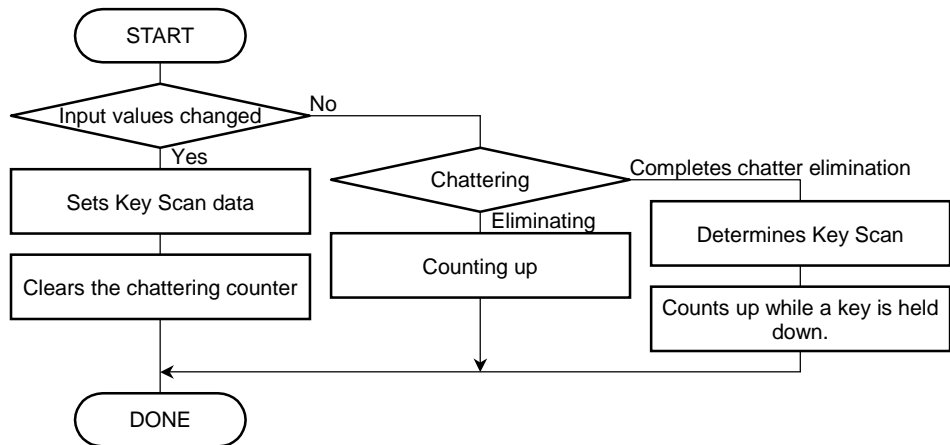 START
Input values changed
No
Yes
Chattering
Completes chatter elimination
Sets Key Scan data
Eliminating
Determines Key Scan
Counting up
Clears the chattering counter
Counts up while a key is held
down.
DONE